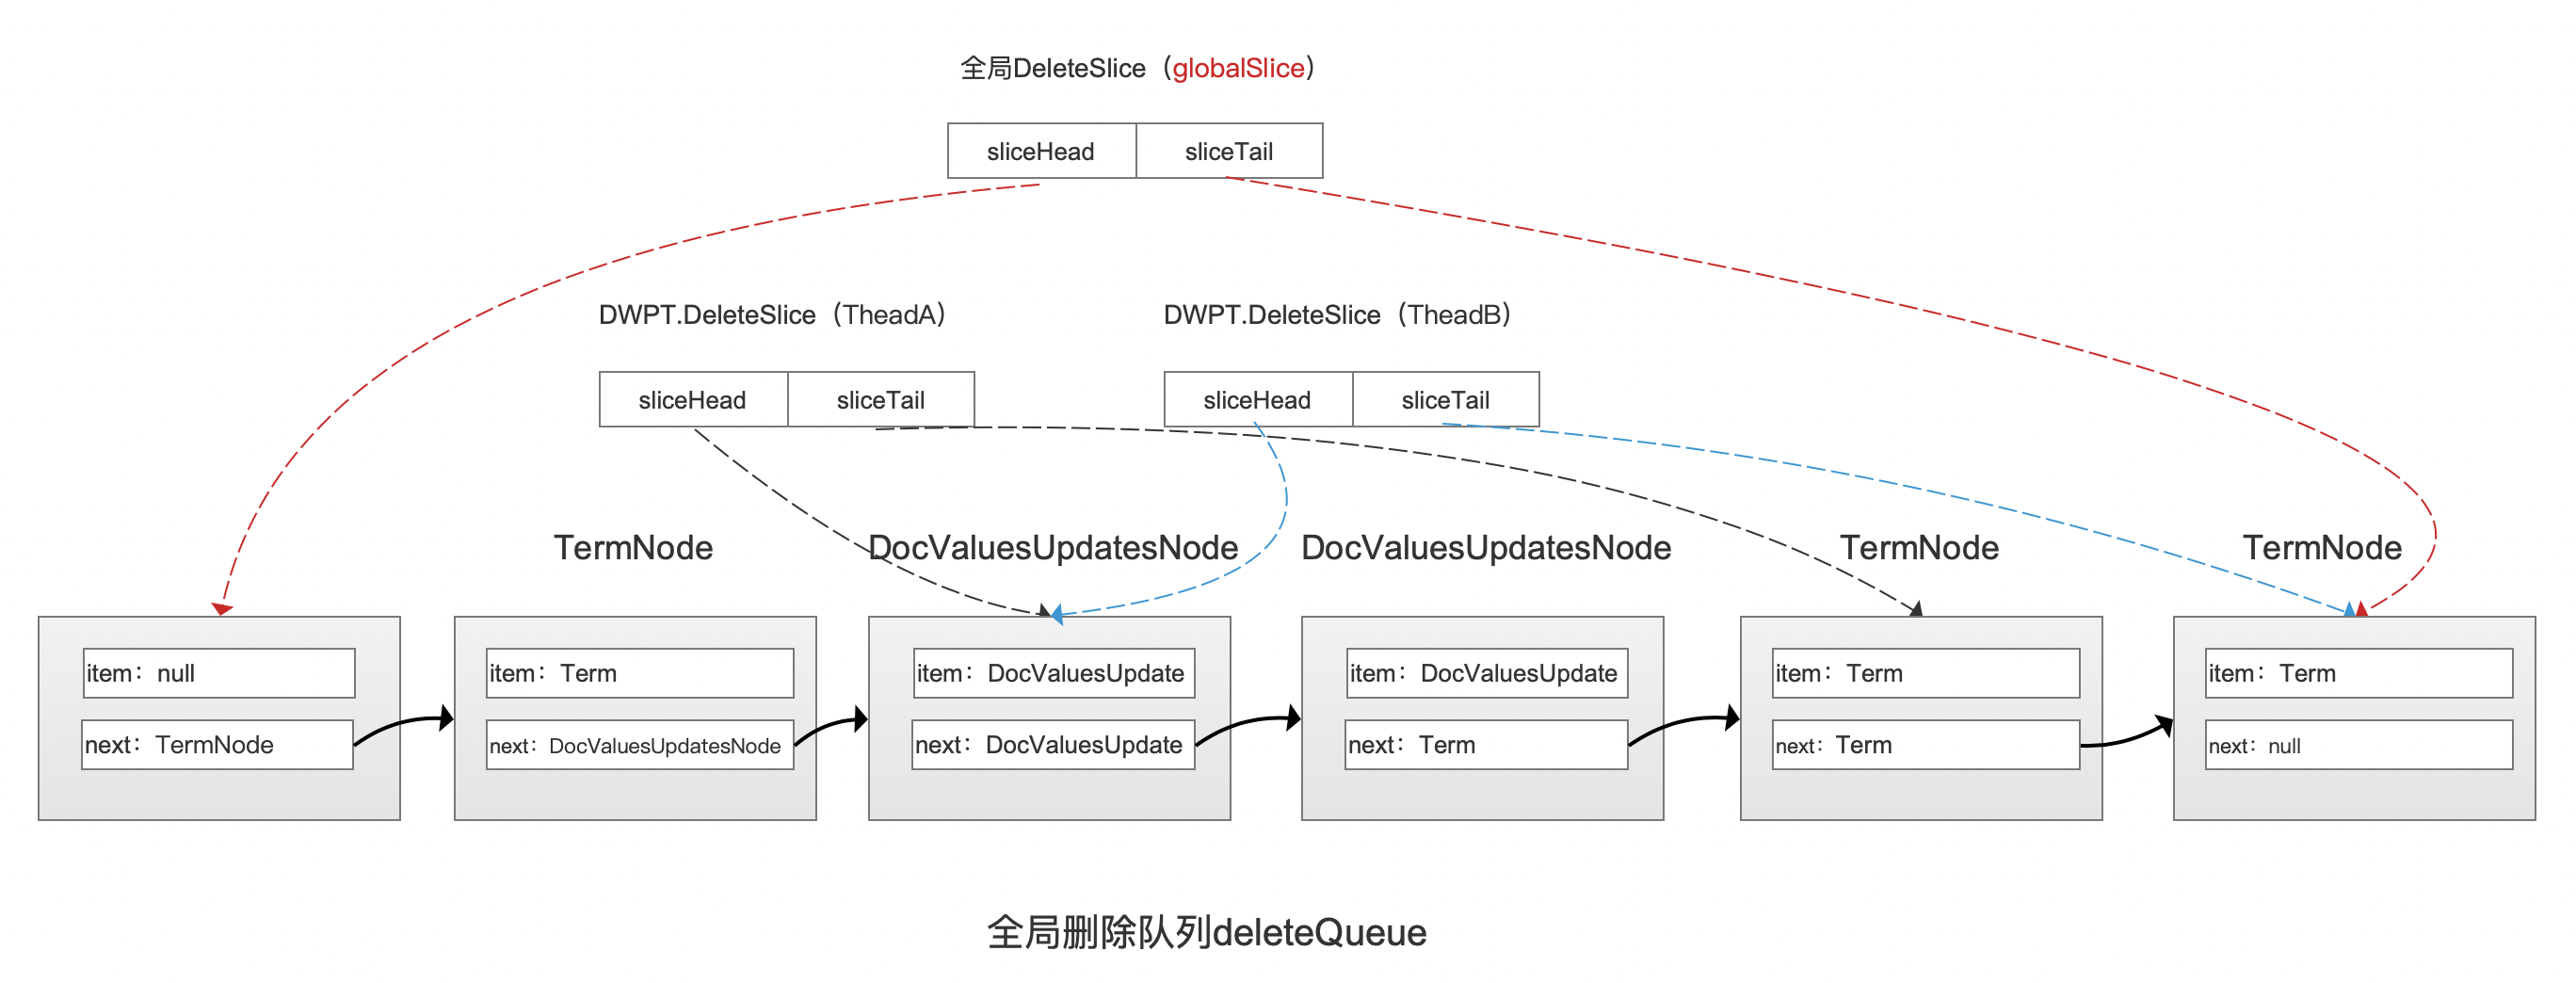 全局DeleteSlice（globalSlice）
sliceHead
sliceTail
DWPT.DeleteSlice（TheadA）
DWPT.DeleteSlice（TheadB）
sliceHead
sliceTail
sliceHead
sliceTail
TermNode
DocValuesUpdatesNode
DocValuesUpdatesNode
TermNode
TermNode
item：null
next：TermNode
item：Term
next：DocValuesUpdatesNode
item：DocValuesUpdate
next：DocValuesUpdate
item：DocValuesUpdate
next：Term
item：Term
next：Term
item：Term
next：null
全局删除队列deleteQueue